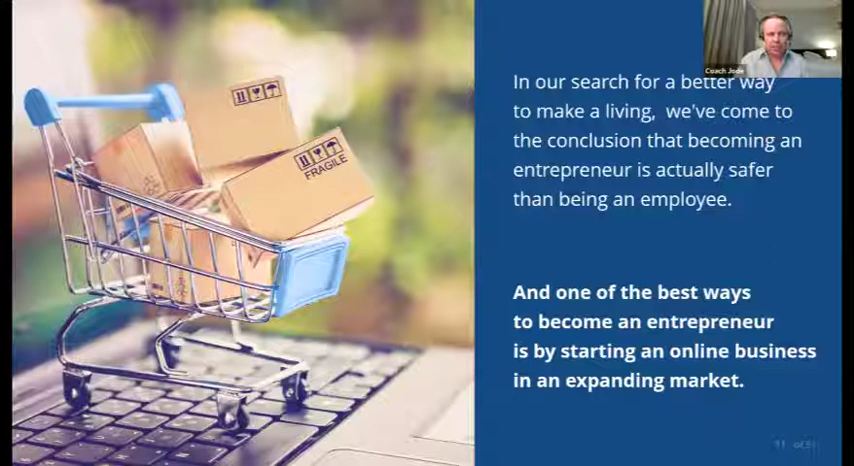 Coach Jode
In our search for a better way
to make a living, we've come to
the conclusion that becoming an
entrepreneur is actually safer
than being an employee.
And one of the best ways
to become an entrepreneur
is by starting an online business
in an expanding market.
FRAGILE